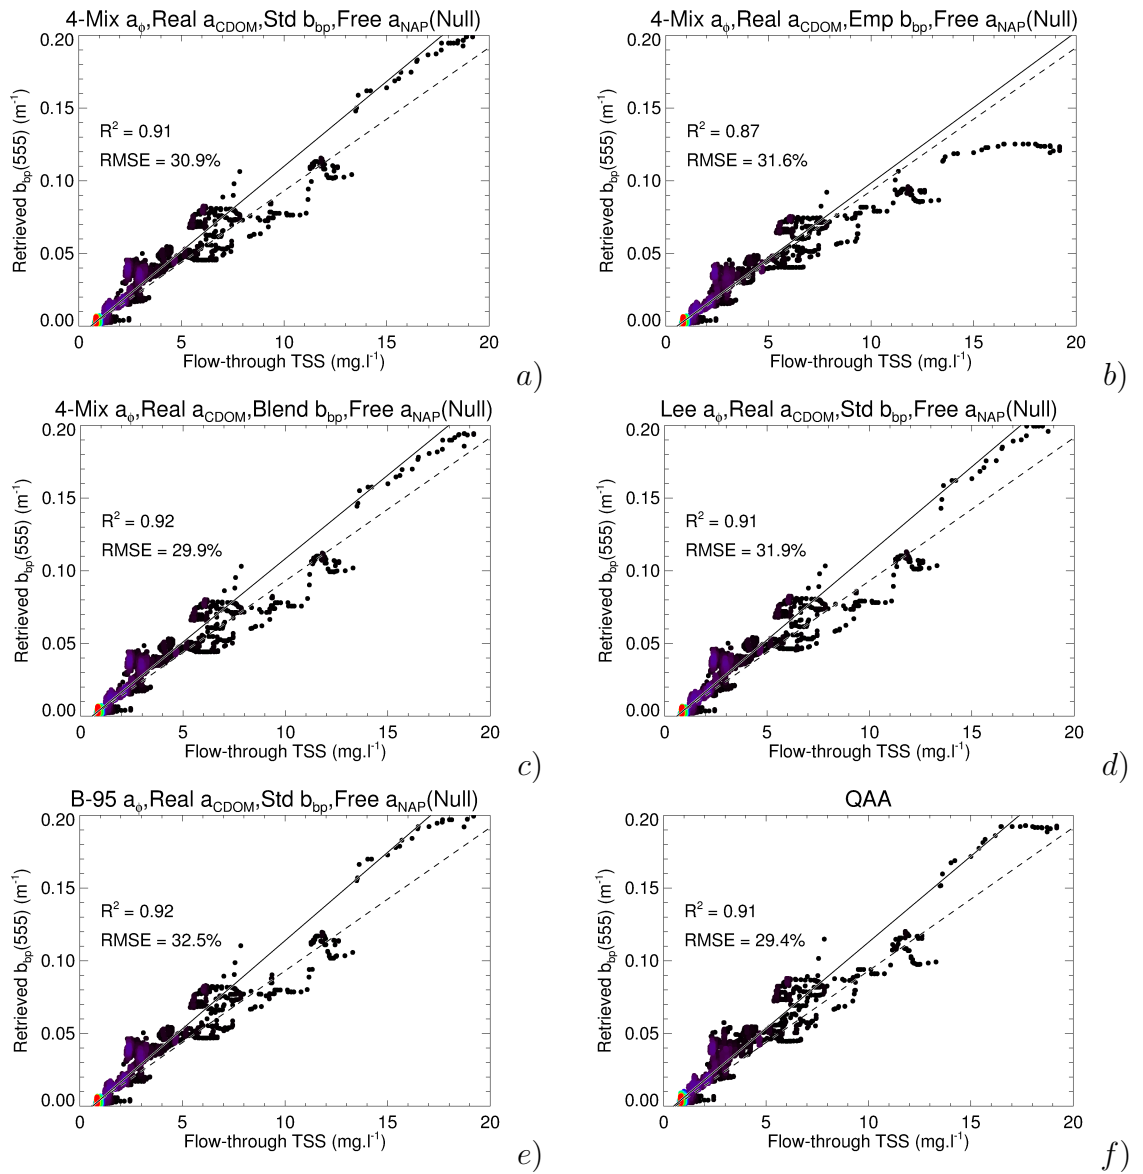 4-Mix aϕ,Real aCDOM,Std bbp,Free aNAP(Null)
0.20
0.15
0.10
0.05
0.00
Retrieved bbp(555) (m-1)
R2 = 0.91
RMSE = 30.9%
0 5 10 15 20
Flow-through TSS (mg.l-1)
a)
4-Mix aϕ,Real aCDOM,Emp bbp,Free aNAP(Null)
0.20
0.15
0.10
0.05
0.00
Retrieved bbp(555) (m-1)
R2 = 0.87
RMSE = 31.6%
0 5 10 15 20
Flow-through TSS (mg.l-1)
b)
4-Mix aϕ,Real aCDOM,Blend bbp,Free aNAP(Null)
0.20
0.15
0.10
0.05
0.00
Retrieved bbp(555) (m-1)
R2 = 0.92
RMSE = 29.9%
0 5 10 15 20
Flow-through TSS (mg.l-1)
c)
Lee aϕ,Real aCDOM,Std bbp,Free aNAP(Null)
0.20
0.15
0.10
0.05
0.00
Retrieved bbp(555) (m-1)
R2 = 0.91
RMSE = 31.9%
0 5 10 15 20
Flow-through TSS (mg.l-1)
d)
B-95 aϕ,Real aCDOM,Std bbp,Free aNAP(Null)
0.20
0.15
0.10
0.05
0.00
Retrieved bbp(555) (m-1)
R2 = 0.92
RMSE = 32.5%
0 5 10 15 20
Flow-through TSS (mg.l-1)
e)
QAA
0.20
0.15
0.10
0.05
0.00
Retrieved bbp(555) (m-1)
R2 = 0.91
RMSE = 29.4%
0 5 10 15 20
Flow-through TSS (mg.l-1)
f)